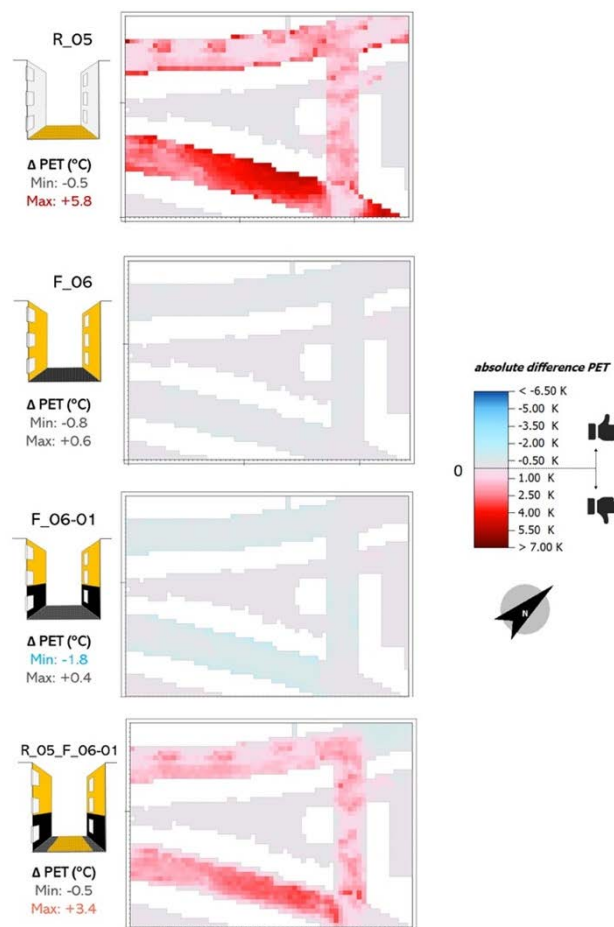 R_05
Δ PET (°C)
Min: -0.5
Max: +5.8
F_06
Δ PET (°C)
Min: -0.8
Max: +0.6
absolute difference PET
< -6.50 K
-5.00 K
-3.50 K
-2.00 K
-0.50 K
0
1.00 K
2.50 K
4.00 K
5.50 K
> 7.00 K
N
F_06-01
Δ PET (°C)
Min: -1.8
Max: +0.4
R_05_F_06-01
Δ PET (°C)
Min: -0.5
Max: +3.4